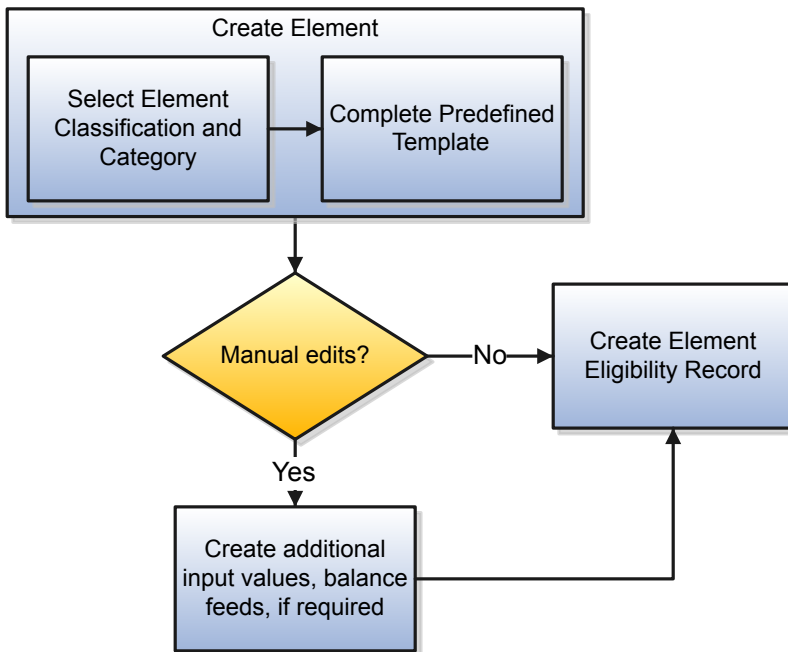 Create Element
Select Element
Classification and
Category
Complete Predefined
Template
Manual edits?
No
Create Element
Eligibility Record
Yes
Create additional
input values, balance
feeds, if required